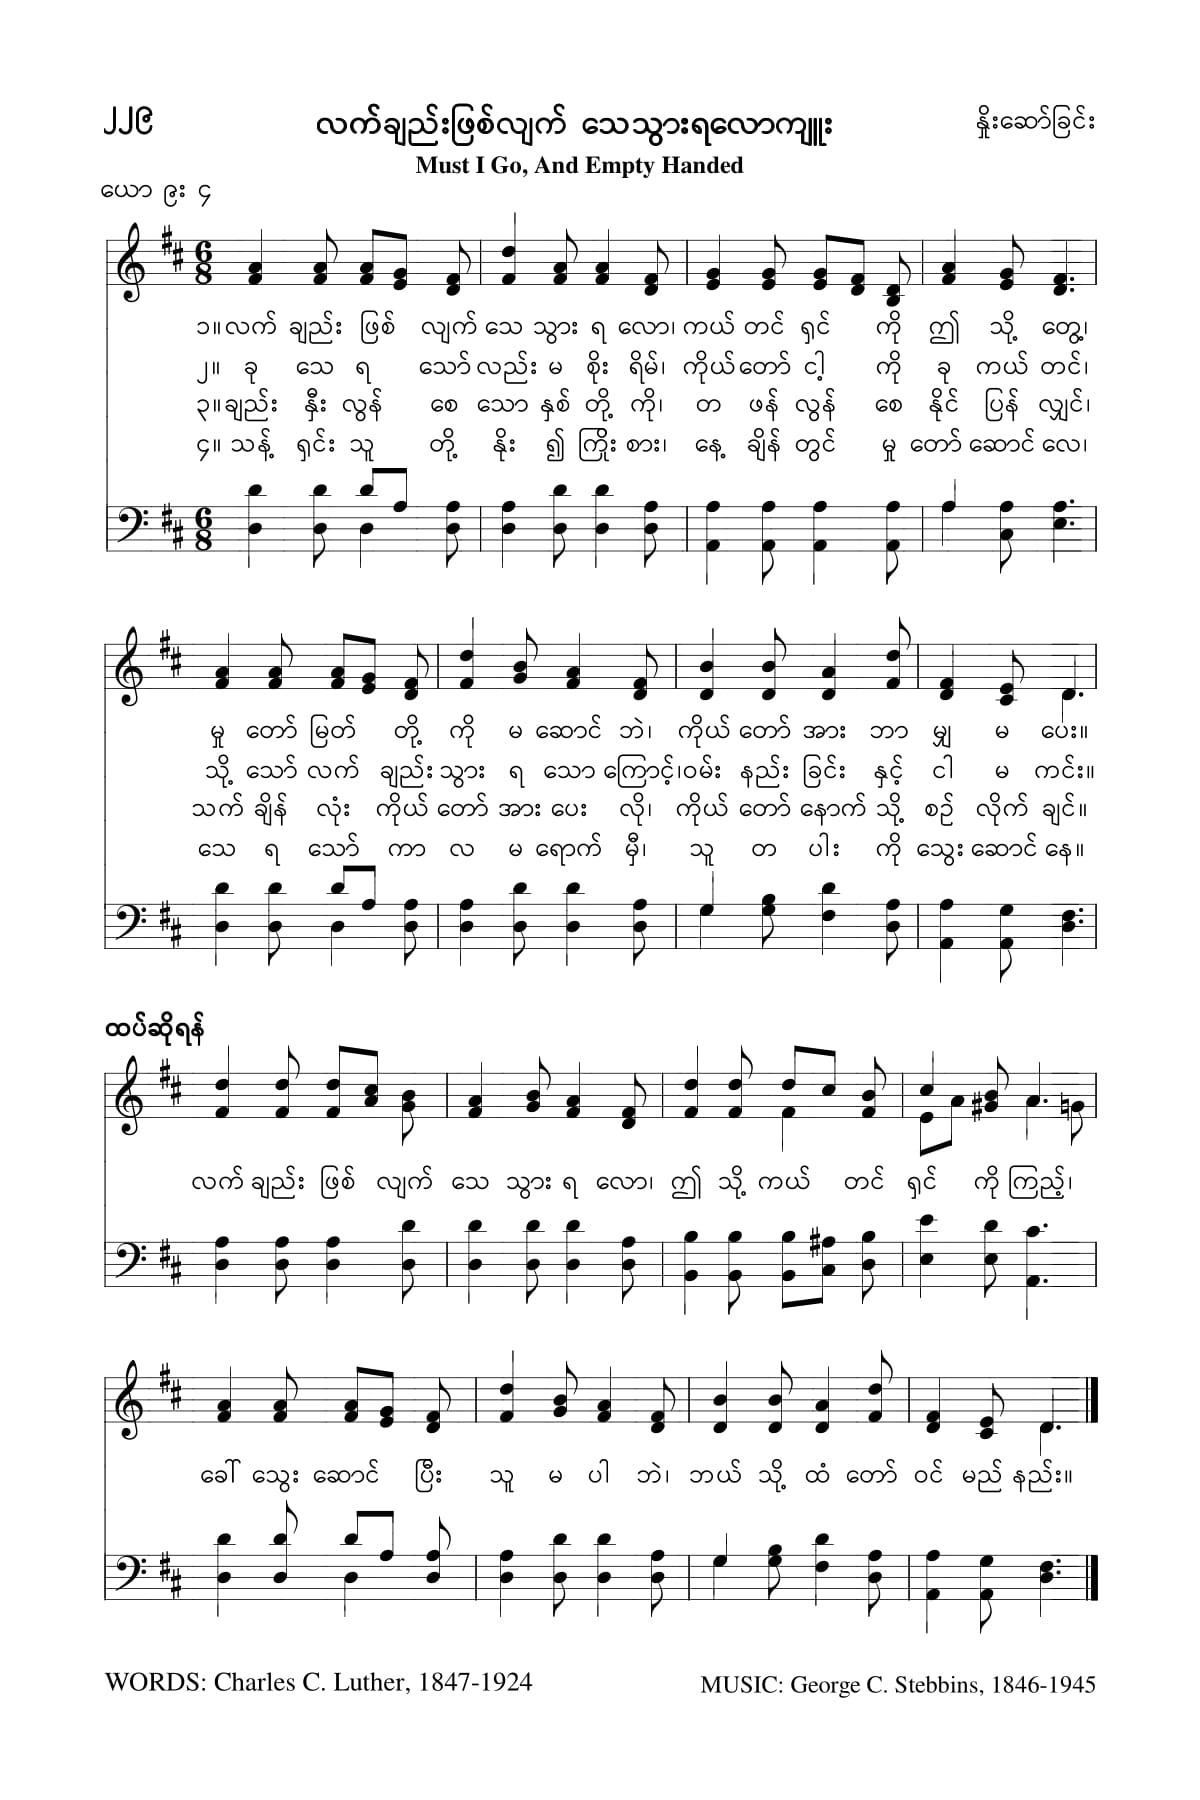 ၂၂၉
လက်ချည်းဖြစ်လျက် သေသွားရလောကျူး
နှိုးဆော်ခြင်း
Must I Go, And Empty Handed
ယော ၉း ၄
6
8
၁။လက် ချည်း ဖြစ် လျက် သေ သွား ရ လော၊ ကယ် တင် ရှင် ကို ဤ သို့ တွေ့၊
၂။ ခု သေ ရ သော် လည်း မ စိုး ရိမ်၊ ကိုယ် တော် ငါ့ ကို ခု ကယ် တင်၊
၃။ချည်း နှီး လွန် စေ သော နှစ် တို့ ကို၊ တ ဖန် လွန် စေ နိုင် ပြန် လျှင်၊
၄။ သန့် ရှင်း သူ တို့ နိုး ၍ ကြိုး စား၊ နေ့ ချိန် တွင် မှု တော် ဆောင် လေ၊
6
8
မှု တော် မြတ် တို့ ကို မ ဆောင် ဘဲ၊ ကိုယ် တော် အား ဘာ မျှ မ ပေး။
သို့ သော် လက် ချည်း သွား ရ သော ကြောင့်၊ဝမ်း နည်း ခြင်း နှင့် ငါ မ ကင်း။
သက် ချိန် လုံး ကိုယ် တော် အား ပေး လို၊ ကိုယ် တော် နောက် သို့ စဉ် လိုက် ချင်။
သေ ရ သော် ကာ လ မ ရောက် မှီ၊ သူ တ ပါး ကို သွေး ဆောင် နေ။
ထပ်ဆိုရန်
လက် ချည်း ဖြစ် လျက် သေ သွား ရ လော၊ ဤ သို့ ကယ် တင် ရှင် ကို ကြည့်၊
ခေါ် သွေး ဆောင် ပြီး သူ မ ပါ ဘဲ၊ ဘယ် သို့ ထံ တော် ဝင် မည် နည်း။
WORDS: Charles C. Luther, 1847-1924
MUSIC: George C. Stebbins, 1846-1945